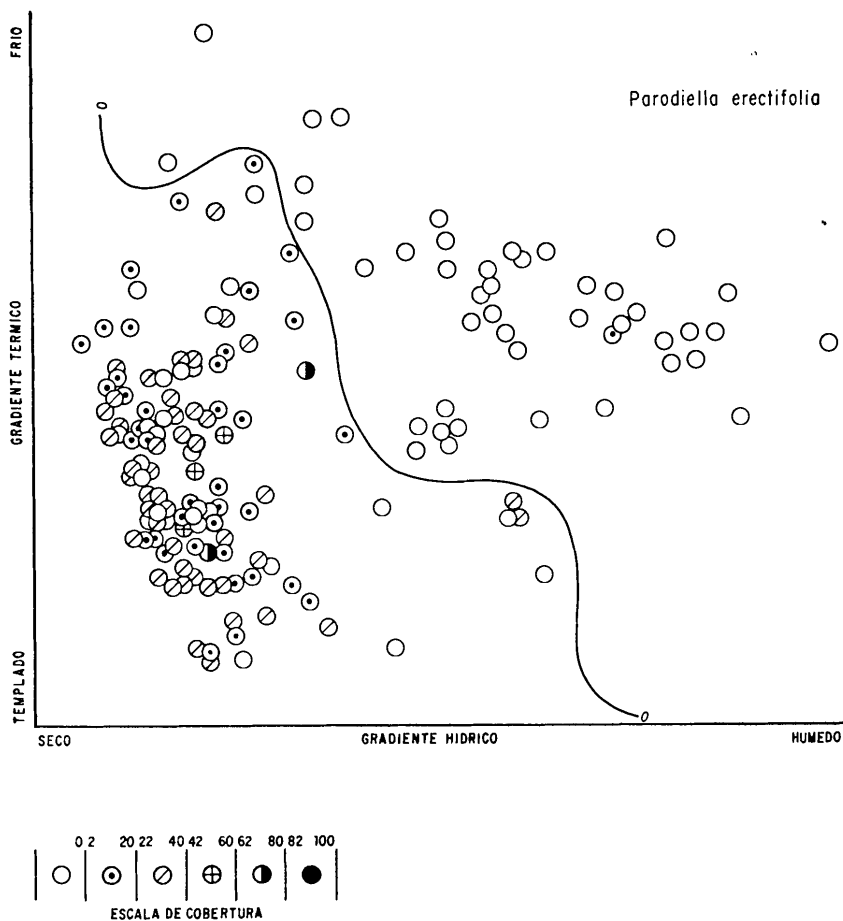 FRIO
Parodiella erectifolia
0
GRADIENTE TERMICO
0
TEMPLADO
SECO GRADIENTE HIDRICO HUMEDO
0 2 20 22 40 42 60 62 80 82 100
ESCALA DE COBERTURA